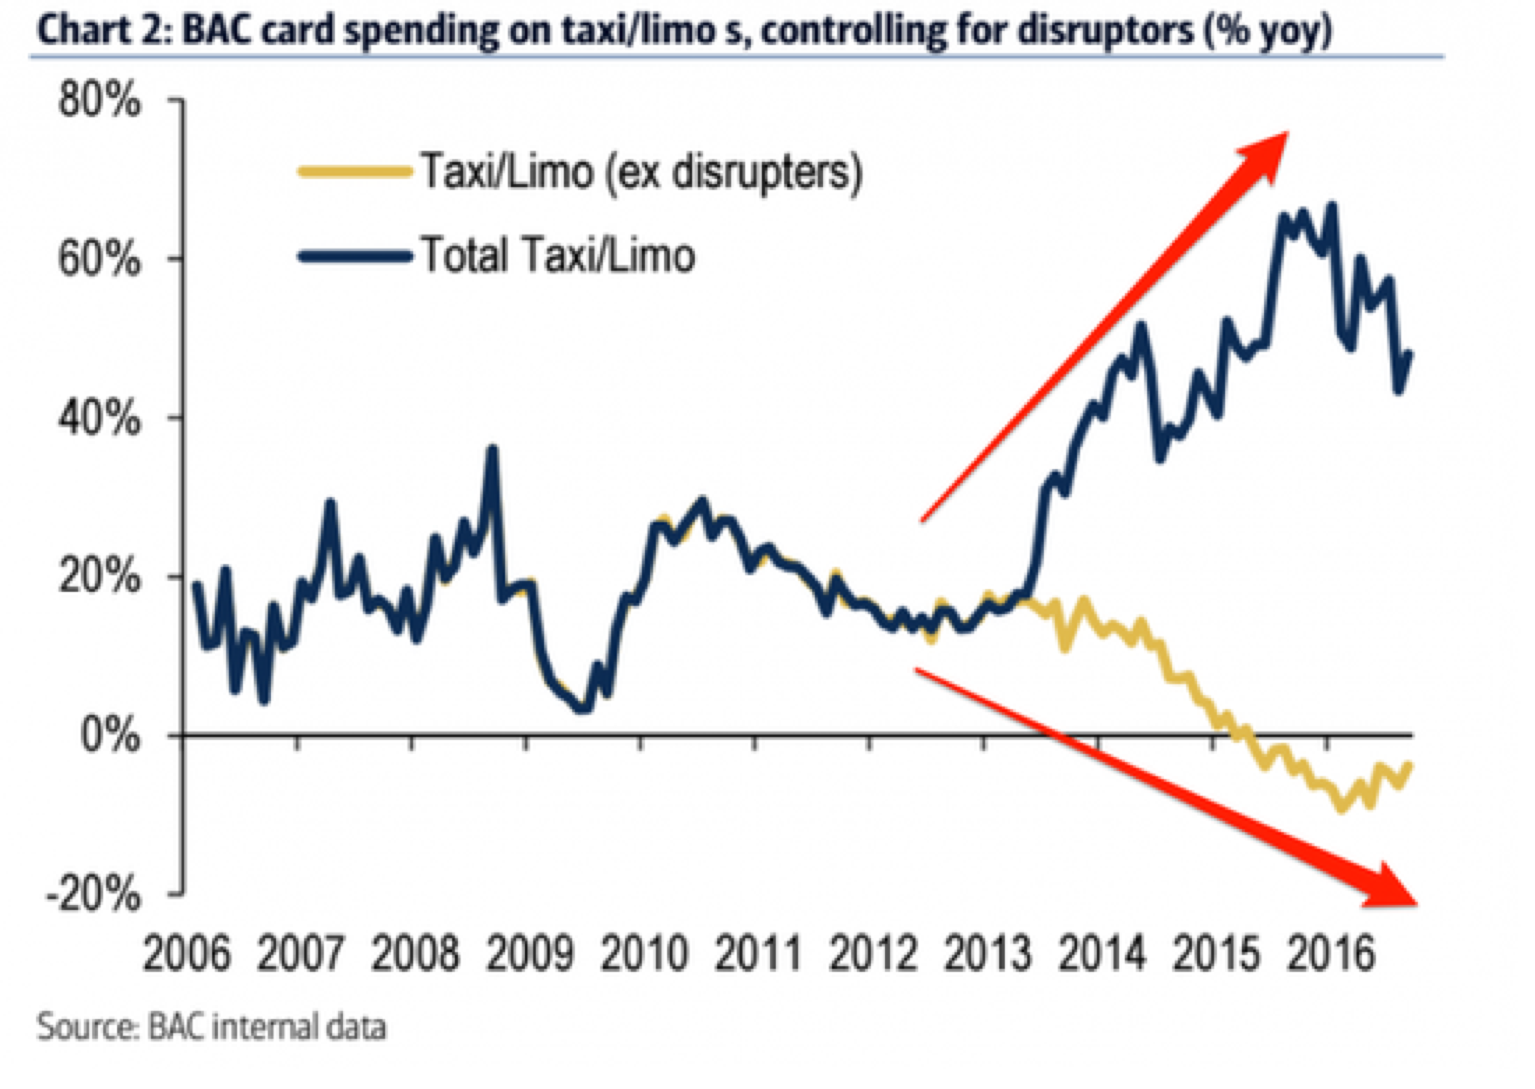 Chart 2: BAC card spending on taxi/limo s, controlling for disruptors (% yoy)
80%
Taxi/Limo (ex disrupters)
60%
Total Taxi/Limo
40%
20%
0%
-20%
2006 2007 2008 2009 2010 2011 2012 2013 2014 2015 2016
Source: BAC internal data